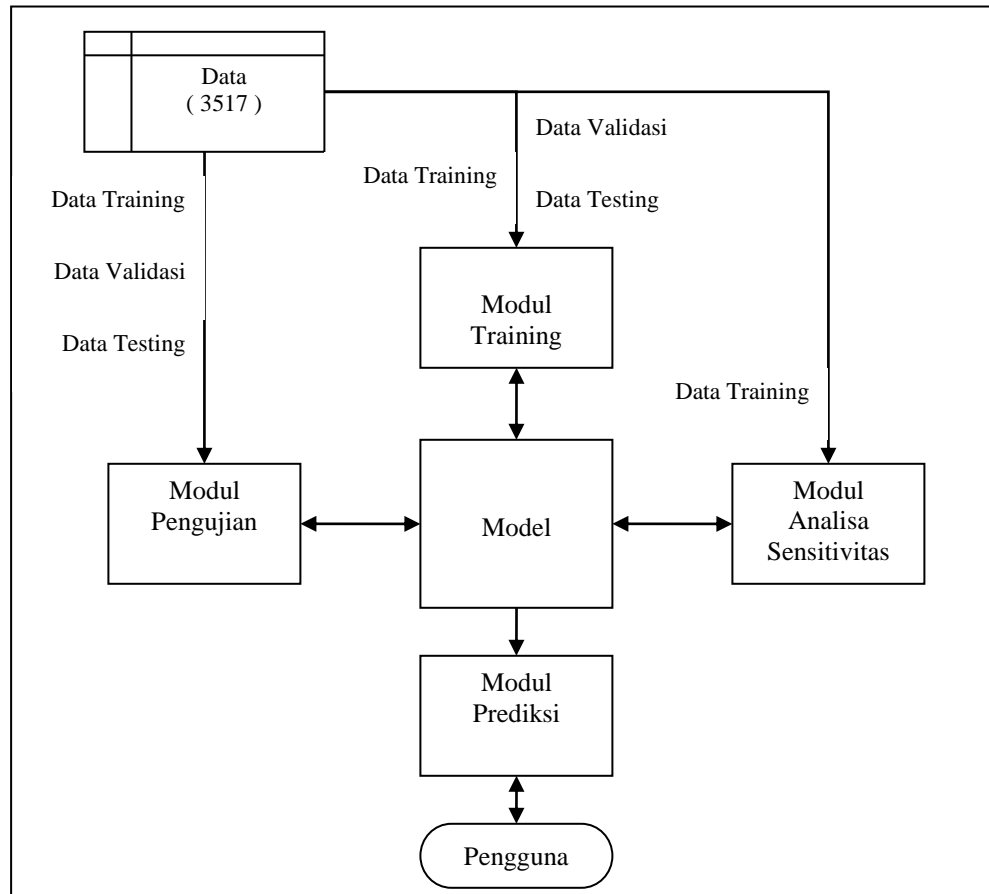 Data
( 3517 )
Data Validasi
Data Training
Data Testing
Data Training
Data Validasi
Data Testing
Modul
Training
Data Training
Modul
Pengujian
Model
Modul
Analisa
Sensitivitas
Modul
Prediksi
Pengguna